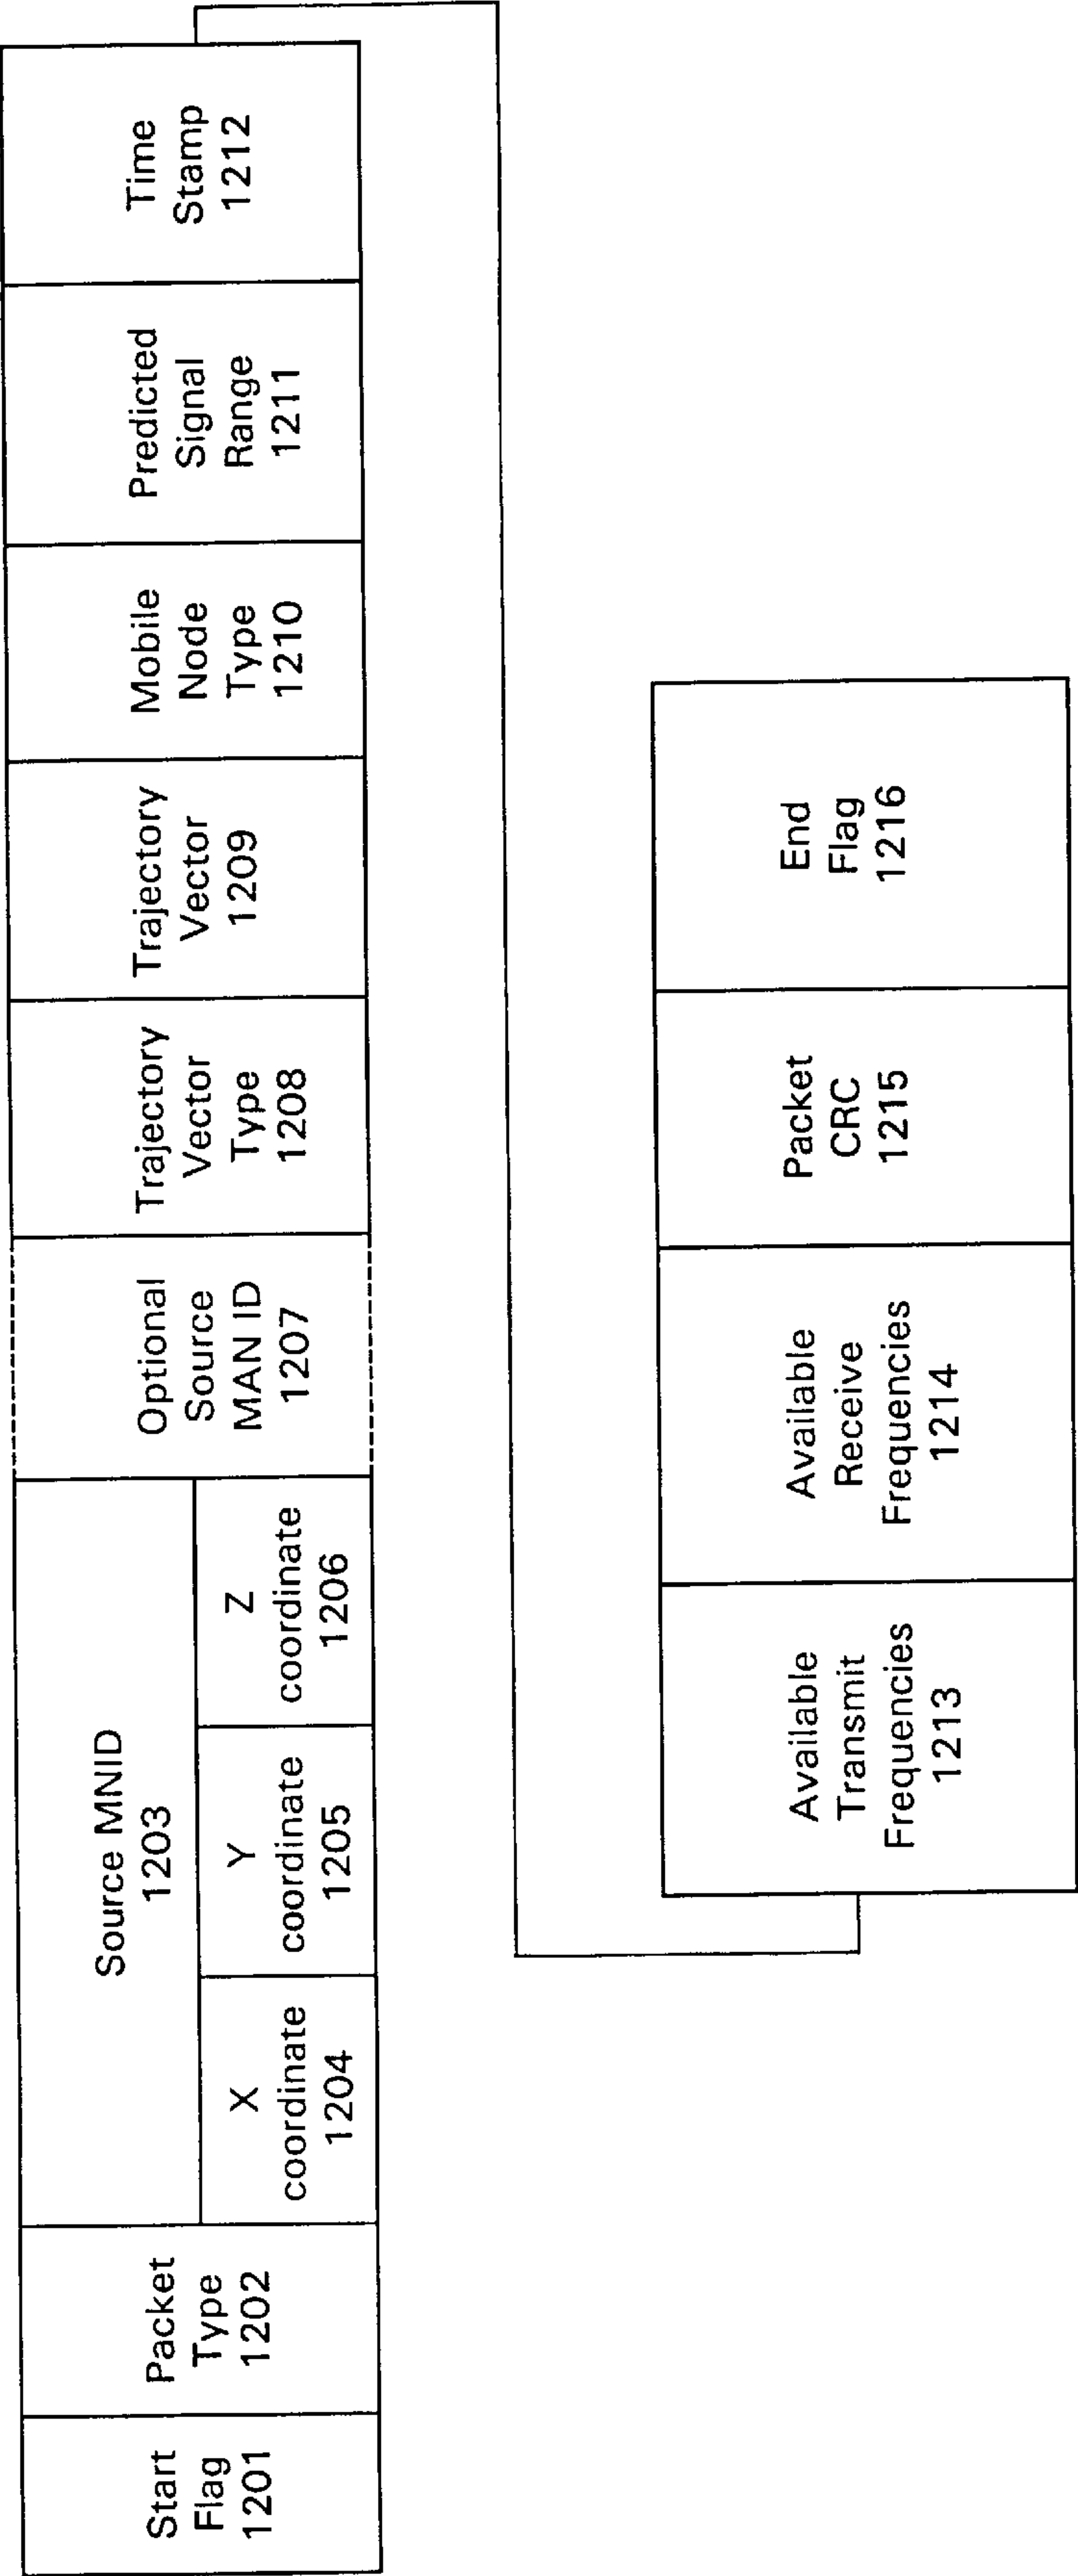 Start
Flag
1201
Packet
Type
1202
Source MNID
1203
X
coordinate
1204
Y
coordinate
1205
Z
coordinate
1206
Optional
Source
MAN ID
1207
Trajectory
Vector
Type
1208
Trajectory
Vector
1209
Mobile
Node
Type
1210
Predicted
Signal
Range
1211
Time
Stamp
1212
Available
Transmit
Frequencies
1213
Available
Receive
Frequencies
1214
Packet
CRC
1215
End
Flag
1216